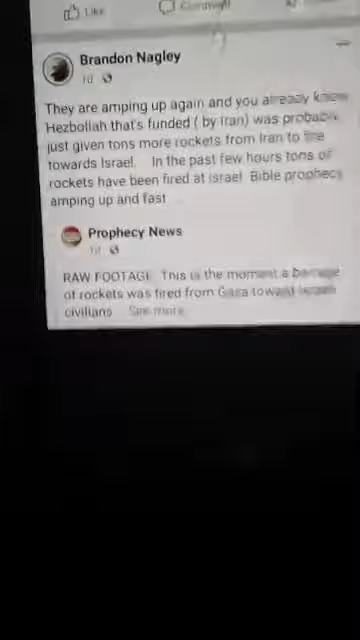 Like
Comment
Brandon Nagley
1d
They are amping up again and you already know
Hezbollah that's funded ( by Iran) was probably
just given tons more rockets from Iran to fire
towards Israel. In the past few hours tons of
rockets have been fired at israel. Bible prophecy
amping up and fast
Prophecy News
1d
RAW FOOTAGE: This is the moment a barrage
of rockets was fired from Gaza toward Israeli
civilians See more